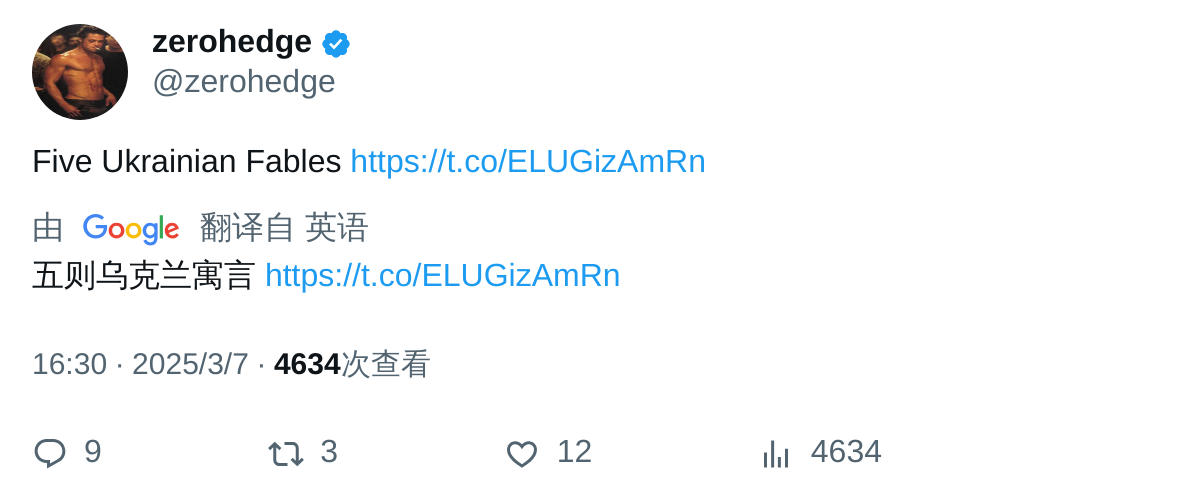 zerohedge
@zerohedge
Five Ukrainian Fables https://t.co/ELUGizAmRn
由 Google 翻译自 英语
五则乌克兰寓言 https://t.co/ELUGizAmRn
16:30 · 2025/3/7 · 4634次查看
9 3 12 4634